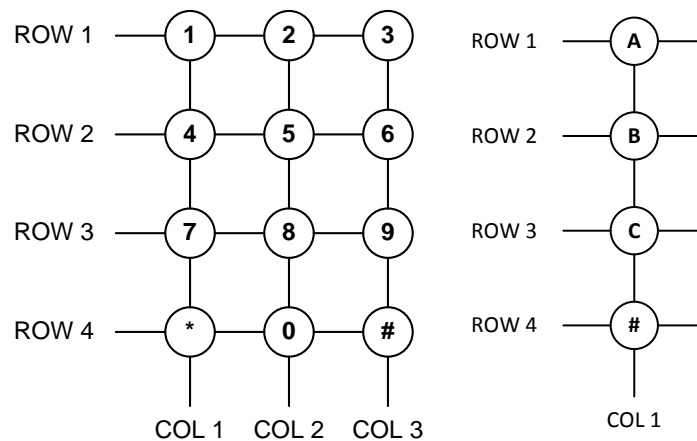 ROW 1 1 2 3
ROW 2 4 5 6
ROW 3 7 8 9
ROW 4 * 0 #
COL 1 COL 2 COL 3
ROW 1 A
ROW 2 B
ROW 3 C
ROW 4 #
COL 1